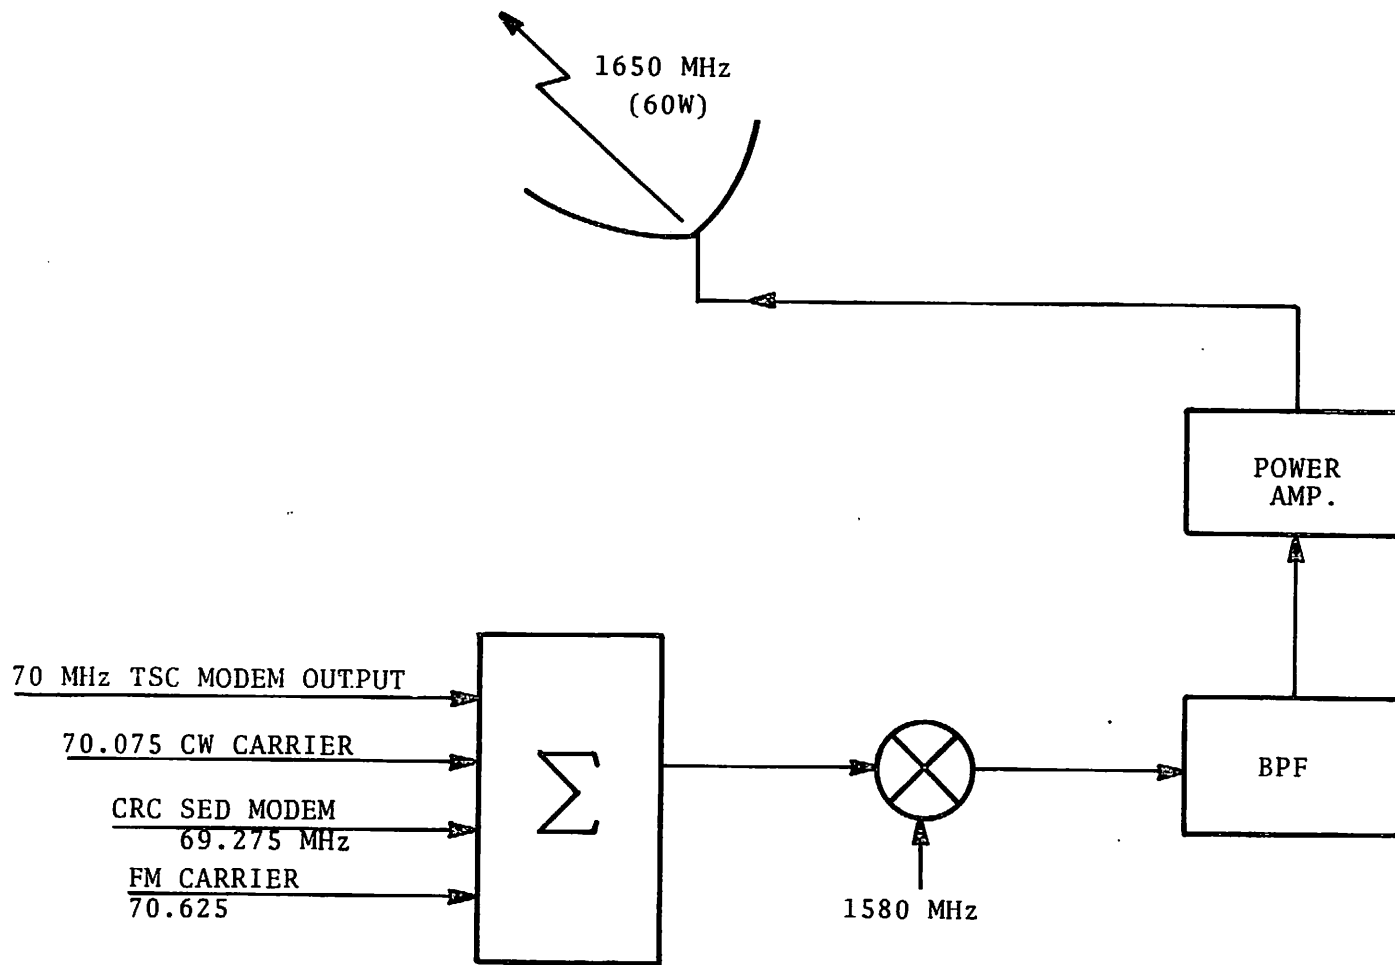 1650 MHz
(60W)
POWER
AMP.
70 MHz TSC MODEM OUTPUT
70.075 CW CARRIER
CRC SED MODEM
69.275 MHz
FM CARRIER
70.625
Σ
BPF
1580 MHz